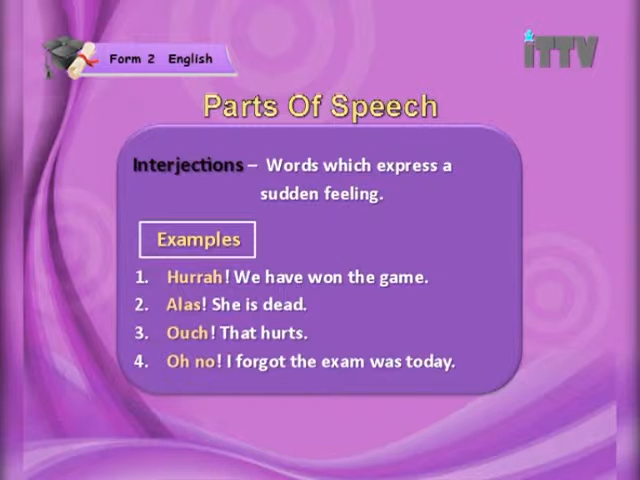 Form 2 English
iTTV
Parts Of Speech
Interjections – Words which express a
sudden feeling.
Examples
1. Hurrah! We have won the game.
2. Alas! She is dead.
3. Ouch! That hurts.
4. Oh no! I forgot the exam was today.